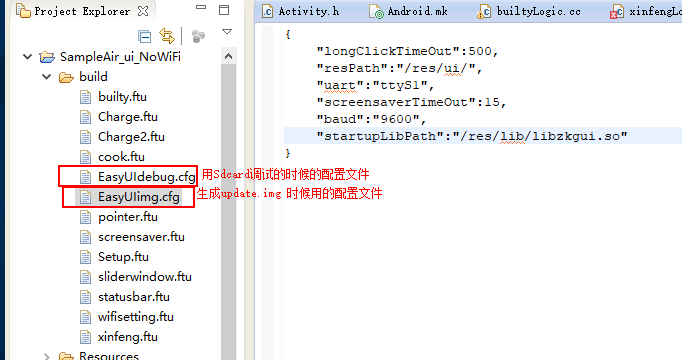 Project Explorer
SampleAir_ui_NoWiFi
build
builty.ftu
Charge.ftu
Charge2.ftu
cook.ftu
EasyUIdebug.cfg 用Sdcard调试的时候的配置文件
EasyUIimg.cfg 生成update.img 时候用的配置文件
pointer.ftu
screensaver.ftu
Setup.ftu
sliderwindow.ftu
statusbar.ftu
wifisetting.ftu
xinfeng.ftu
Resources
Activity.h Android.mk builtyLogic.cc xinfengLo
{
"longClickTimeOut":500,
"resPath":"/res/ui/",
"uart":"ttyS1",
"screensaverTimeOut":15,
"baud":"9600",
"startupLibPath":"/res/lib/libzkgui.so"
}